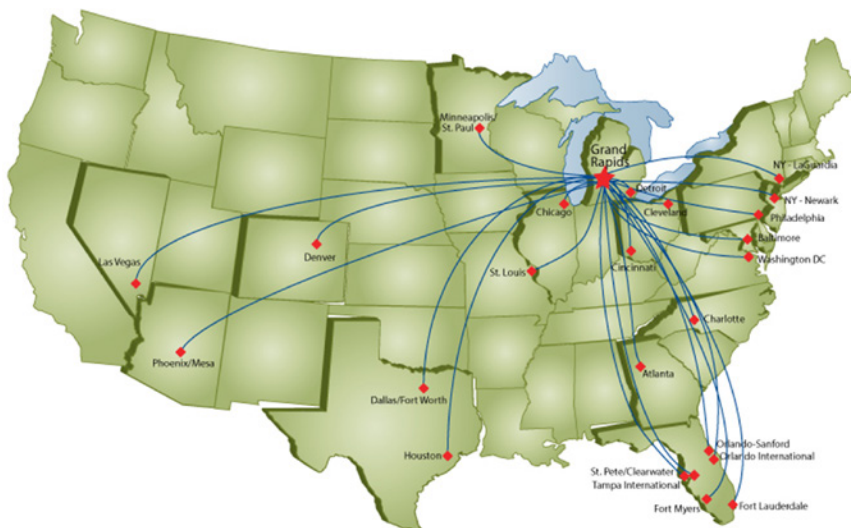 Minneapolis/
St. Paul
Grand
Rapids
NY - LaGuardia
Detroit
NY - Newark
Chicago
Cleveland
Philadelphia
Baltimore
Denver
Las Vegas
St. Louis
Cincinnati
Washington DC
Charlotte
Phoenix/Mesa
Atlanta
Dallas/Fort Worth
Orlando-Sanford
Houston
Orlando International
St. Pete/Clearwater
Tampa International
Fort Myers
Fort Lauderdale